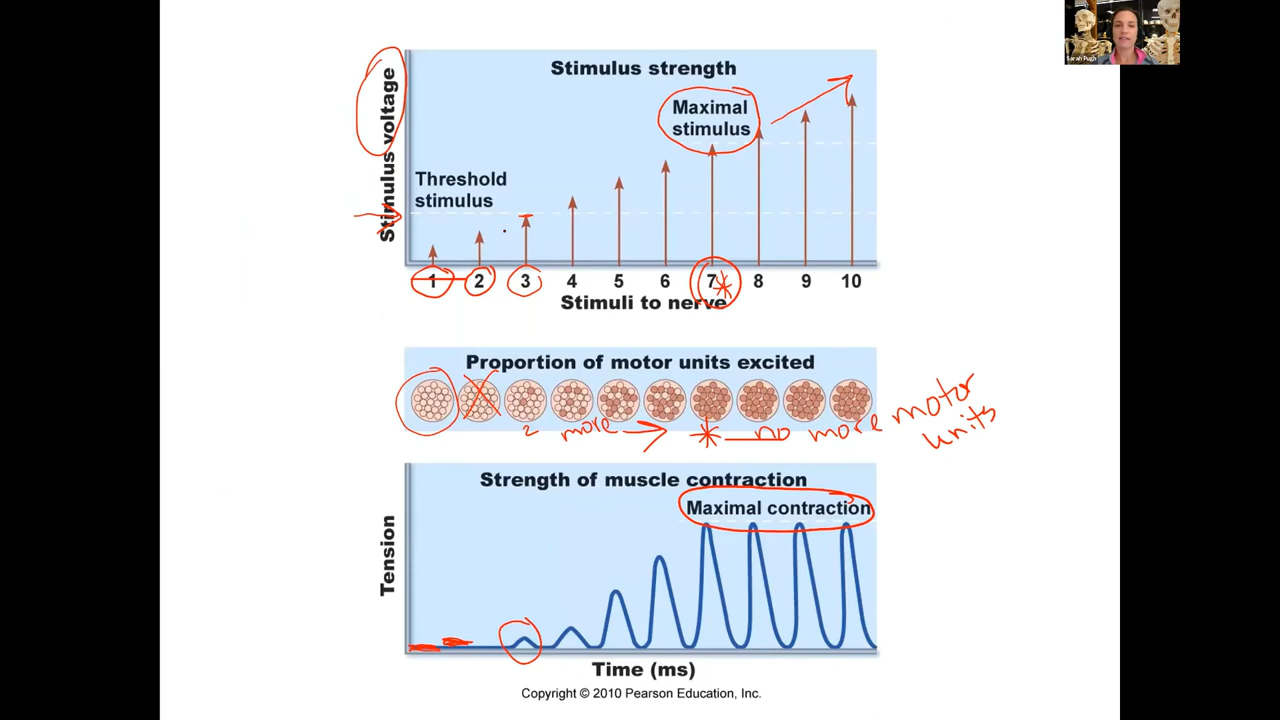 Sarah Pugh
Stimulus strength
Stimulus voltage
Maximal
stimulus
Threshold
stimulus
1 2 3 4 5 6 7* 8 9 10
Stimuli to nerve
Proportion of motor units excited
2 more → * no more motor
units
Strength of muscle contraction
Maximal contraction
Tension
Time (ms)
Copyright © 2010 Pearson Education, Inc.